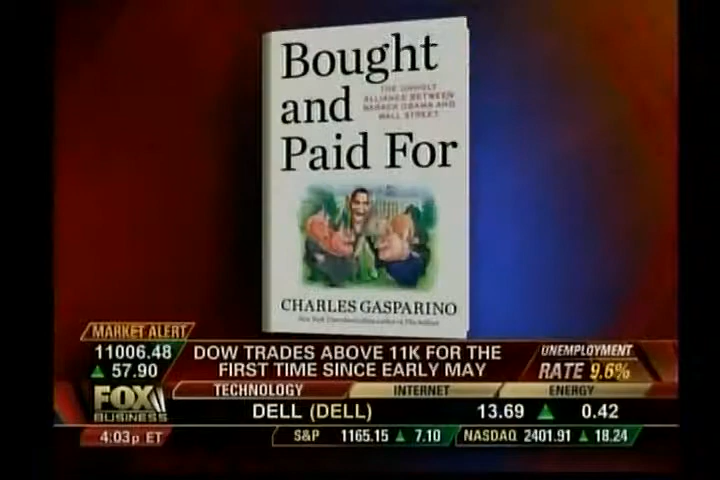 Bought
and
THE UNHOLY
ALLIANCE BETWEEN
BARACK OBAMA AND
WALL STREET
Paid For
CHARLES GASPARINO
MARKET ALERT
11006.48
▲ 57.90
DOW TRADES ABOVE 11K FOR THE
FIRST TIME SINCE EARLY MAY
UNEMPLOYMENT
RATE 9.6%
FOX
BUSINESS
TECHNOLOGY
INTERNET
ENERGY
DELL (DELL) 13.69 ▲ 0.42
4:03p ET
S&P 1165.15 ▲ 7.10
NASDAQ 2401.91 ▲ 18.24